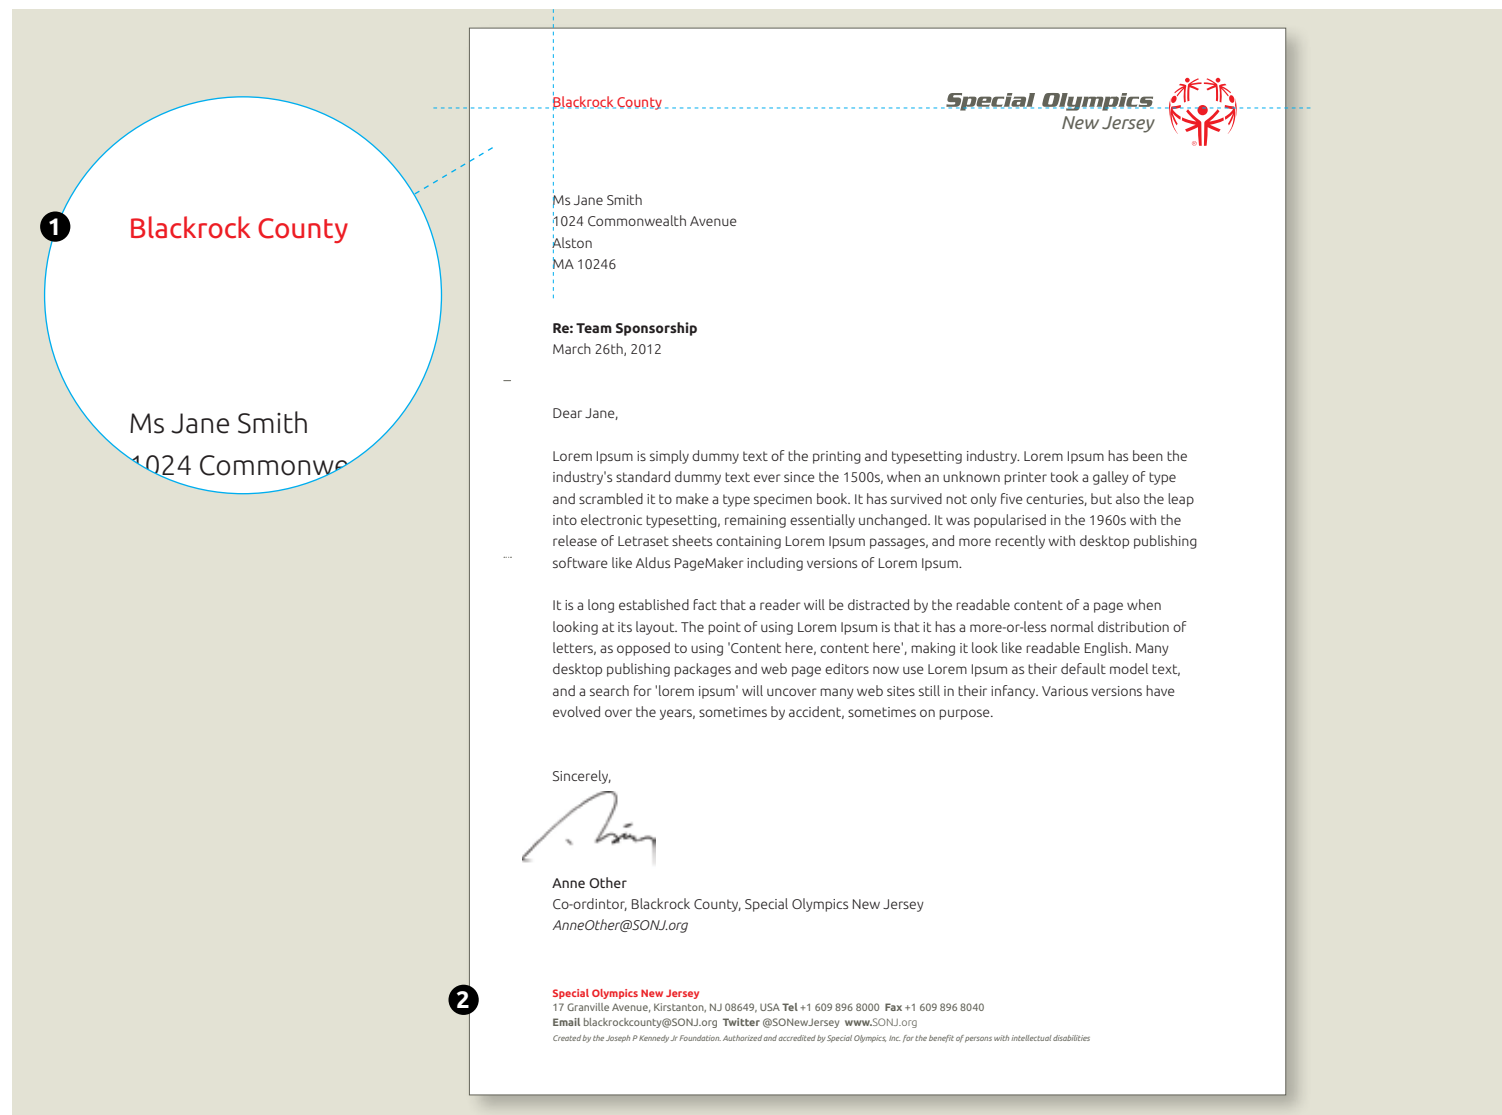 Blackrock County
Special Olympics
New Jersey
1
Blackrock County
Ms Jane Smith
1024 Commonwe
Ms Jane Smith
1024 Commonwealth Avenue
Alston
MA 10246
Re: Team Sponsorship
March 26th, 2012
Dear Jane,
Lorem Ipsum is simply dummy text of the printing and typesetting industry. Lorem Ipsum has been the
industry's standard dummy text ever since the 1500s, when an unknown printer took a galley of type
and scrambled it to make a type specimen book. It has survived not only five centuries, but also the leap
into electronic typesetting, remaining essentially unchanged. It was popularised in the 1960s with the
release of Letraset sheets containing Lorem Ipsum passages, and more recently with desktop publishing
software like Aldus PageMaker including versions of Lorem Ipsum.
It is a long established fact that a reader will be distracted by the readable content of a page when
looking at its layout. The point of using Lorem Ipsum is that it has a more-or-less normal distribution of
letters, as opposed to using 'Content here, content here', making it look like readable English. Many
desktop publishing packages and web page editors now use Lorem Ipsum as their default model text,
and a search for 'lorem ipsum' will uncover many web sites still in their infancy. Various versions have
evolved over the years, sometimes by accident, sometimes on purpose.
Sincerely,
Anne Other
Co-ordintor, Blackrock County, Special Olympics New Jersey
AnneOther@SONJ.org
2
Special Olympics New Jersey
17 Granville Avenue, Kirstanton, NJ 08649, USA Tel +1 609 896 8000 Fax +1 609 896 8040
Email blackrockcounty@SONJ.org Twitter @SONewJersey www.SONJ.org
Created by the Joseph P Kennedy Jr Foundation. Authorized and accredited by Special Olympics, Inc. for the benefit of persons with intellectual disabilities